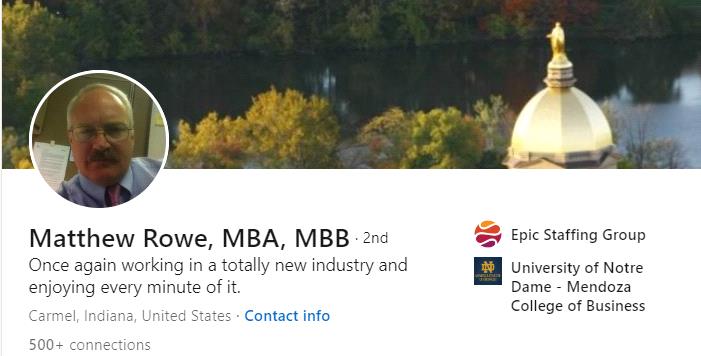 Matthew Rowe, MBA, MBB · 2nd
Once again working in a totally new industry and
enjoying every minute of it.
Carmel, Indiana, United States · Contact info
500+ connections
Epic Staffing Group
University of Notre
Dame - Mendoza
College of Business